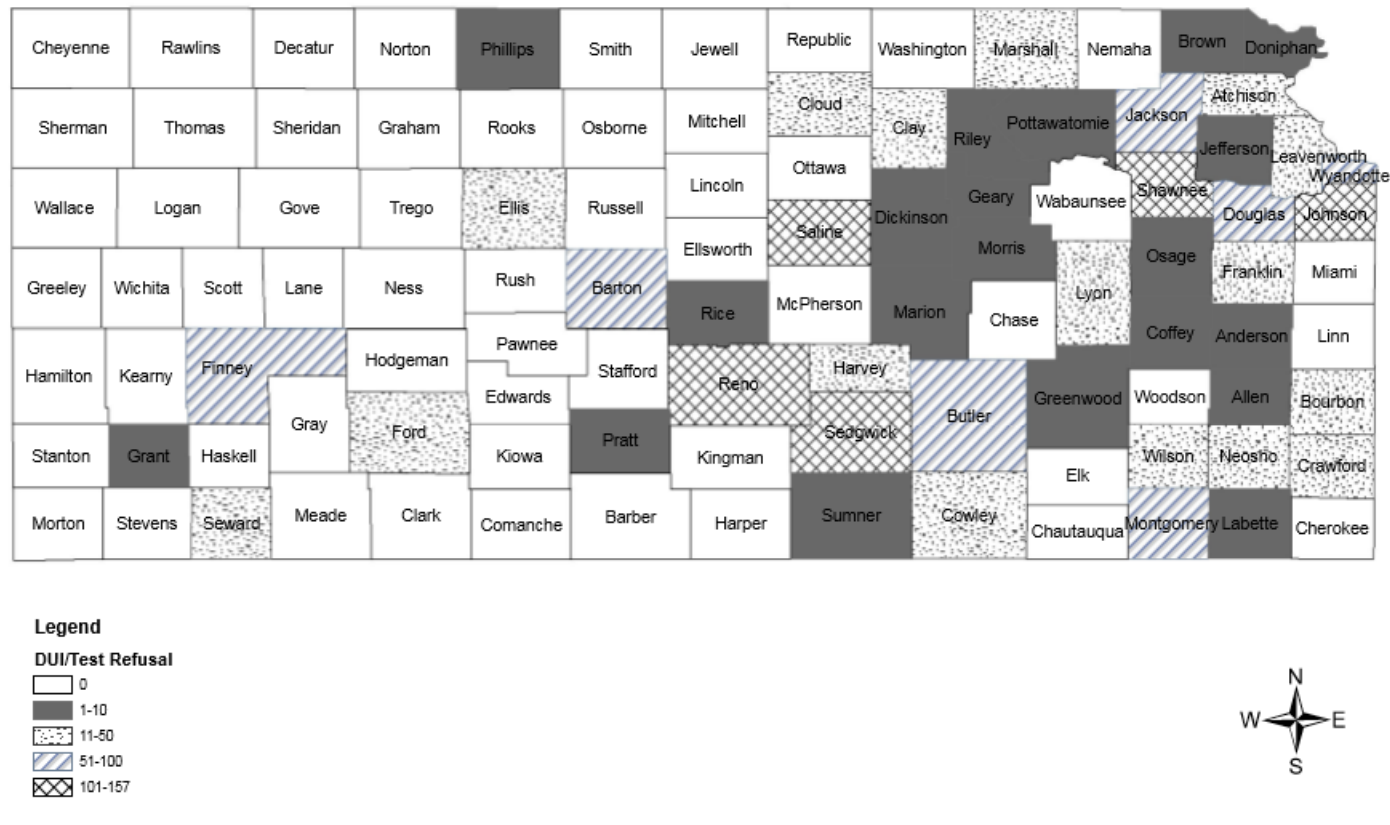 Cheyenne Rawlins Decatur Norton Phillips Smith Jewell Republic Washington Marshall Nemaha Brown Doniphan
Sherman Thomas Sheridan Graham Rooks Osborne Mitchell Cloud Clay Riley Pottawatomie Jackson Atchison
Jefferson Leavenworth
Wyandotte
Wallace Logan Gove Trego Ellis Russell Lincoln Ottawa Dickinson Geary Wabaunsee Shawnee Douglas Johnson
Saline Morris
Greeley Wichita Scott Lane Ness Rush Barton Ellsworth McPherson Marion Chase Lyon Osage Franklin Miami
Rice
Hamilton Kearny Finney Hodgeman Pawnee Stafford Reno Harvey Coffey Anderson Linn
Gray Ford Edwards Sedgwick Butler Greenwood Woodson Allen Bourbon
Stanton Grant Haskell Kiowa Pratt Kingman Elk Wilson Neosho Crawford
Morton Stevens Seward Meade Clark Comanche Barber Harper Sumner Cowley Chautauqua Montgomery Labette Cherokee
Legend
DUI/Test Refusal
0
1-10
11-50
51-100
101-157
N
W E
S